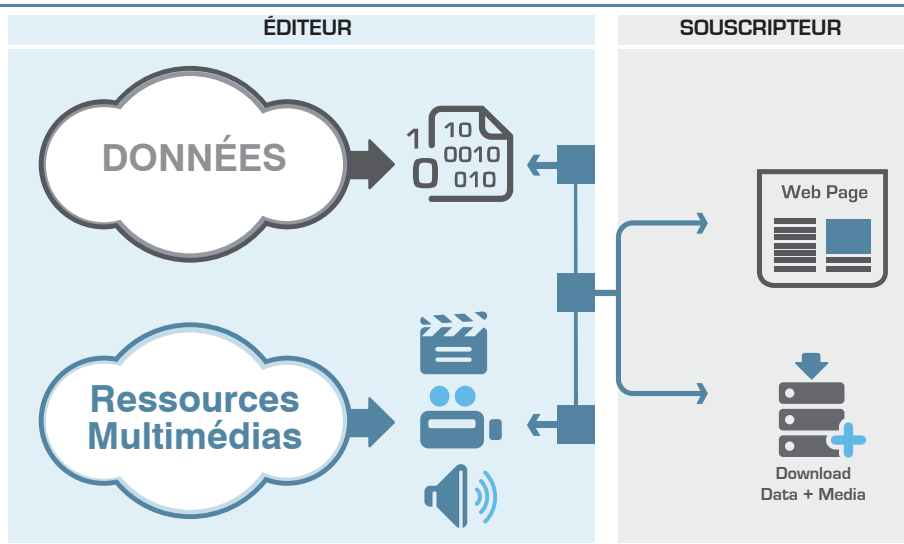 ÉDITEUR
SOUSCRIPTEUR
DONNÉES
1 10
0 0010
010
Web Page
Ressources
Multimédias
Download
Data + Media